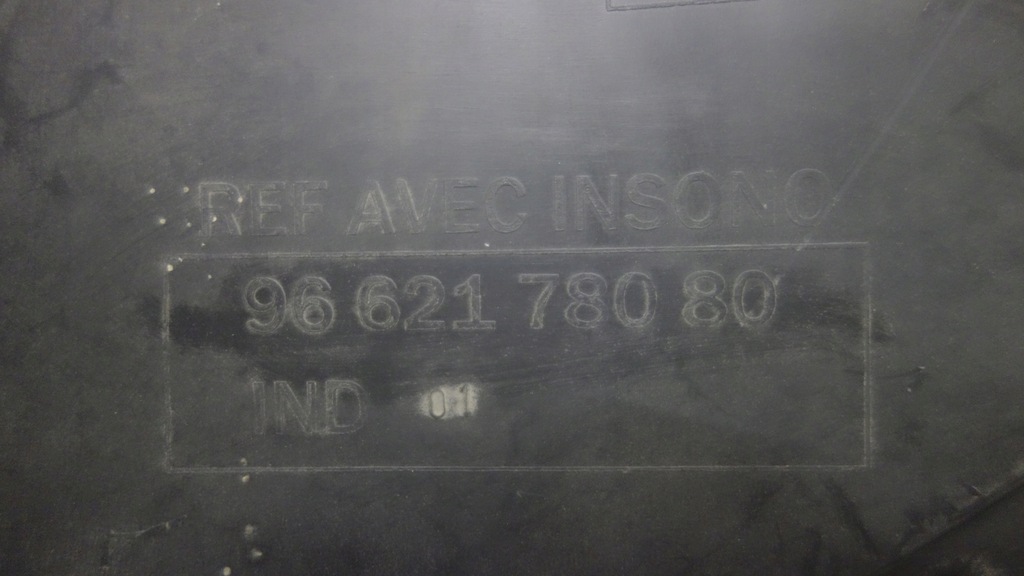 REF AVEC INSONO
96 621 780 80
IND 01